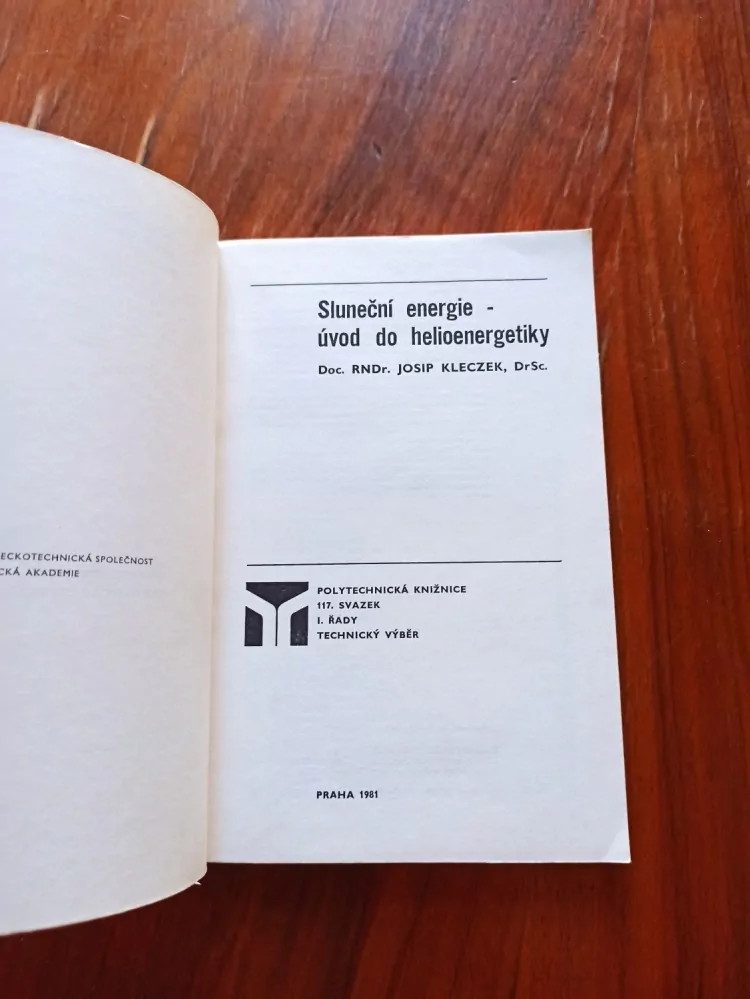 ECKOTECHNICKÁ SPOLEČNOST
CKÁ AKADEMIE
Sluneční energie -
úvod do helioenergetiky
Doc. RNDr. JOSIP KLECZEK, DrSc.
POLYTECHNICKÁ KNIŽNICE
117. SVAZEK
I. ŘADY
TECHNICKÝ VÝBĚR
PRAHA 1981